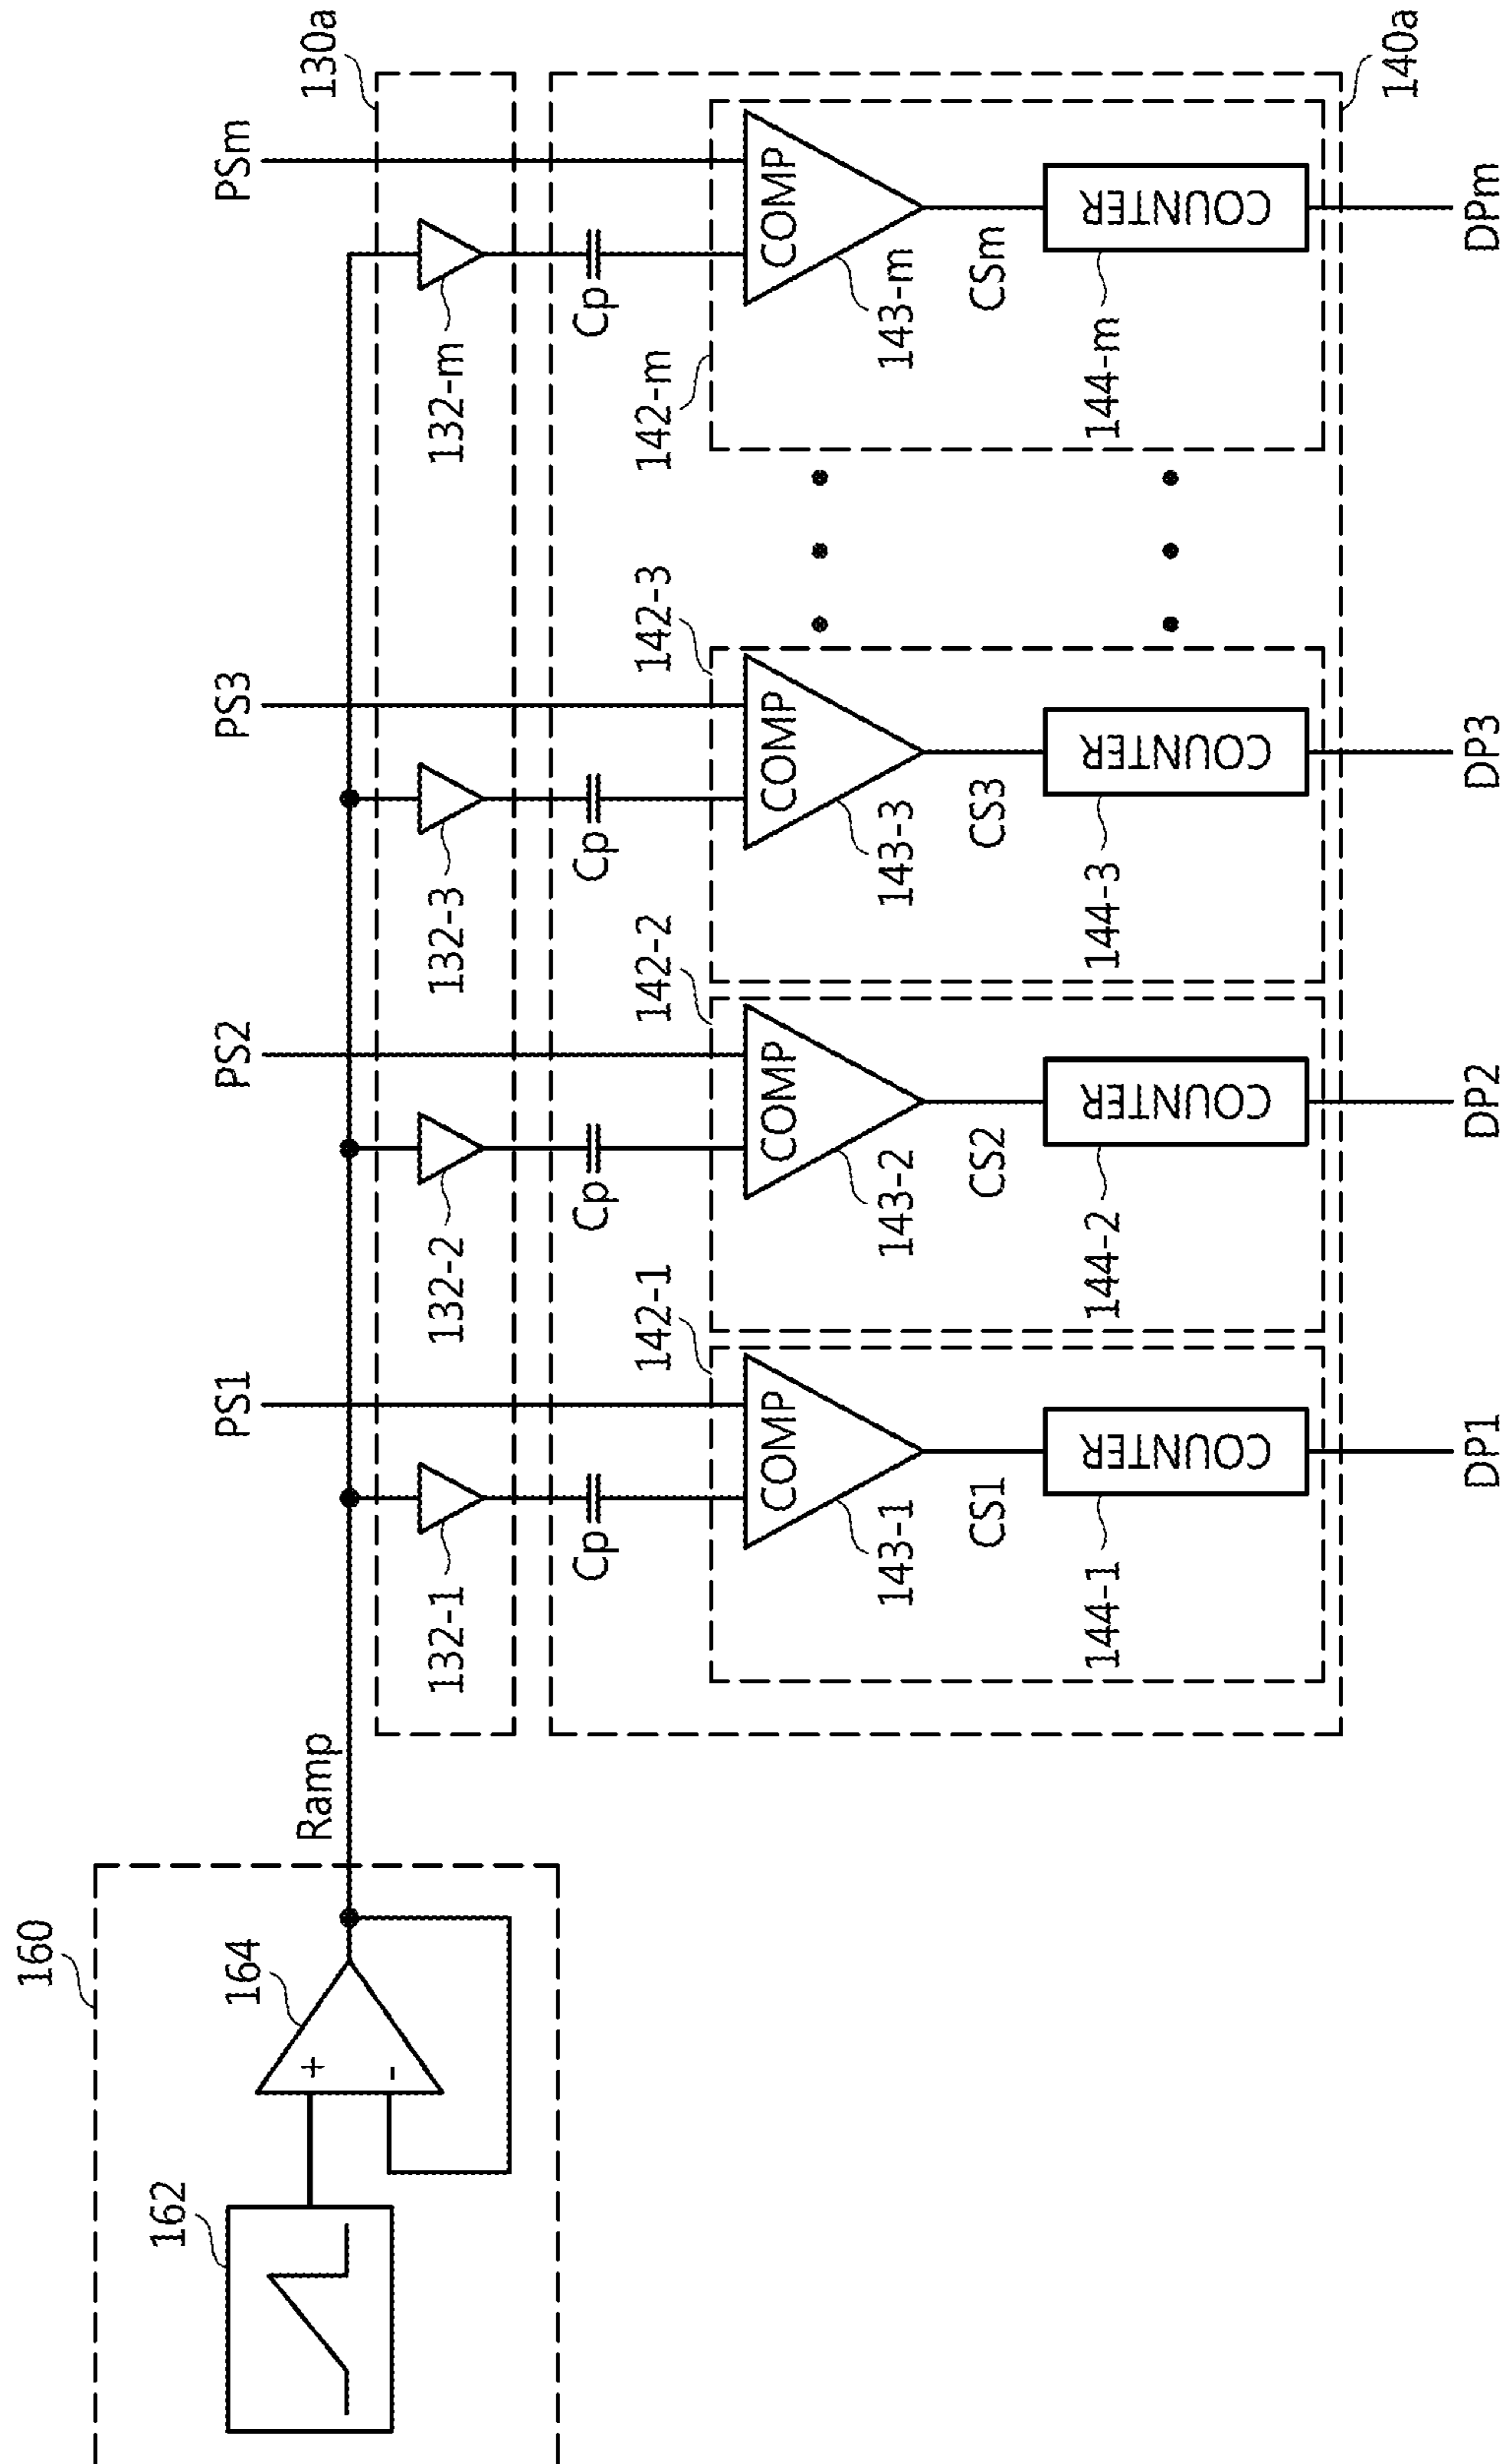 160
162
164
+
-
Ramp
130a
PS1
PS2
PS3
PSm
132-1
132-2
132-3
132-m
Cp
Cp
Cp
Cp
142-1
142-2
142-3
142-m
COMP
COMP
COMP
COMP
143-1
143-2
143-3
143-m
CS1
CS2
CS3
CSm
COUNTER
COUNTER
COUNTER
COUNTER
144-1
144-2
144-3
144-m
140a
DP1
DP2
DP3
DPm